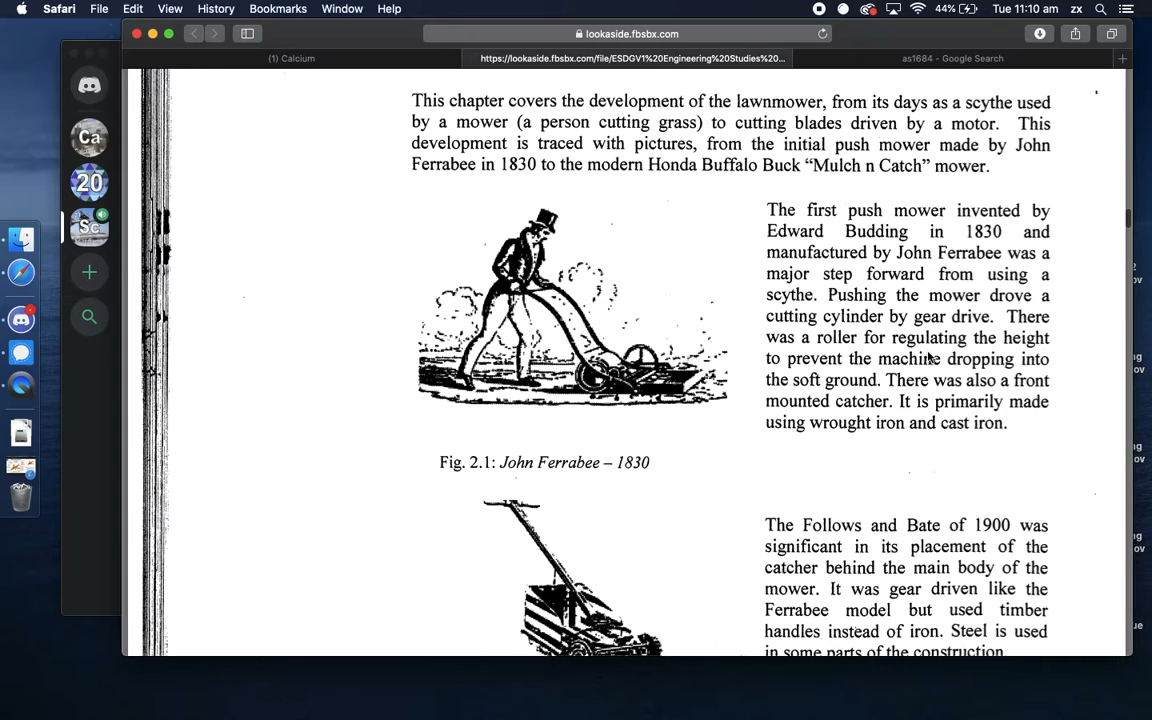 Safari File Edit View History Bookmarks Window Help 44% Tue 11:10 am zx
lookaside.fbsbx.com
(1) Calcium https://lookaside.fbsbx.com/file/ESDGV1%20Engineering%20Studies%20... as1684 - Google Search
Ca
20
Sc
This chapter covers the development of the lawnmower, from its days as a scythe used
by a mower (a person cutting grass) to cutting blades driven by a motor. This
development is traced with pictures, from the initial push mower made by John
Ferrabee in 1830 to the modern Honda Buffalo Buck “Mulch n Catch” mower.
The first push mower invented by
Edward Budding in 1830 and
manufactured by John Ferrabee was a
major step forward from using a
scythe. Pushing the mower drove a
cutting cylinder by gear drive. There
was a roller for regulating the height
to prevent the machine dropping into
the soft ground. There was also a front
mounted catcher. It is primarily made
using wrought iron and cast iron.
Fig. 2.1: John Ferrabee – 1830
The Follows and Bate of 1900 was
significant in its placement of the
catcher behind the main body of the
mower. It was gear driven like the
Ferrabee model but used timber
handles instead of iron. Steel is used
in some parts of the construction